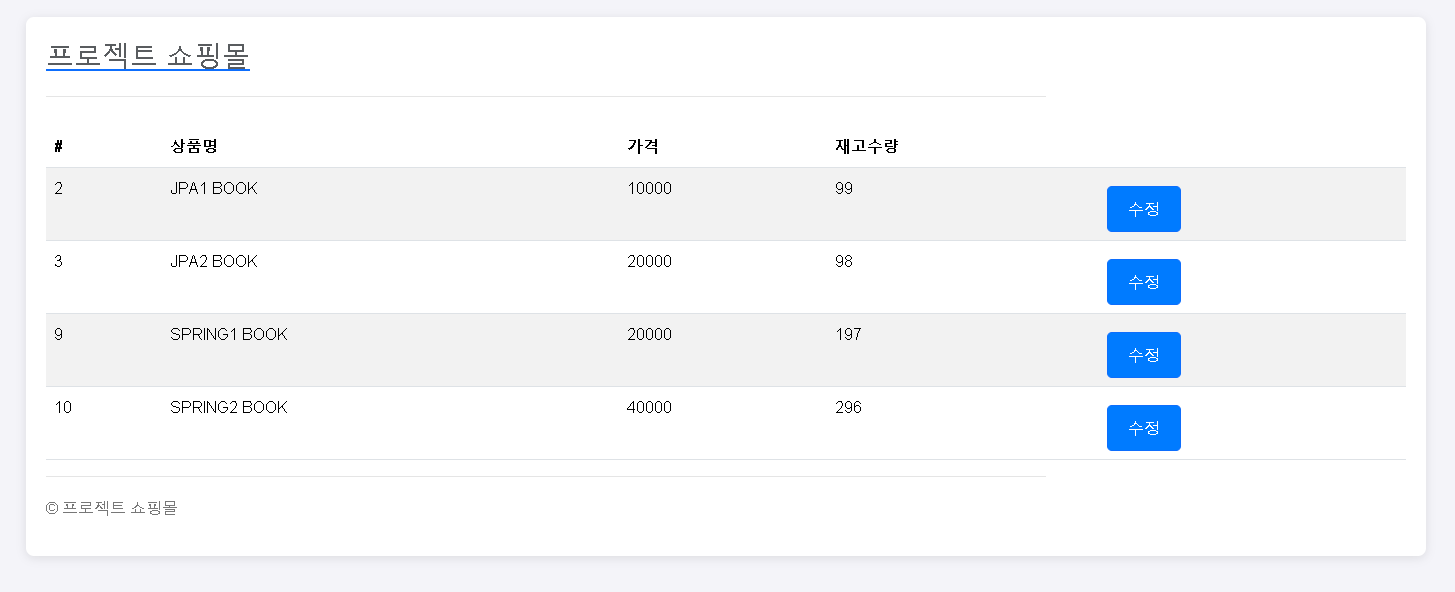 프로젝트 쇼핑몰
# 상품명 가격 재고수량
2 JPA1 BOOK 10000 99 수정
3 JPA2 BOOK 20000 98 수정
9 SPRING1 BOOK 20000 197 수정
10 SPRING2 BOOK 40000 296 수정
© 프로젝트 쇼핑몰